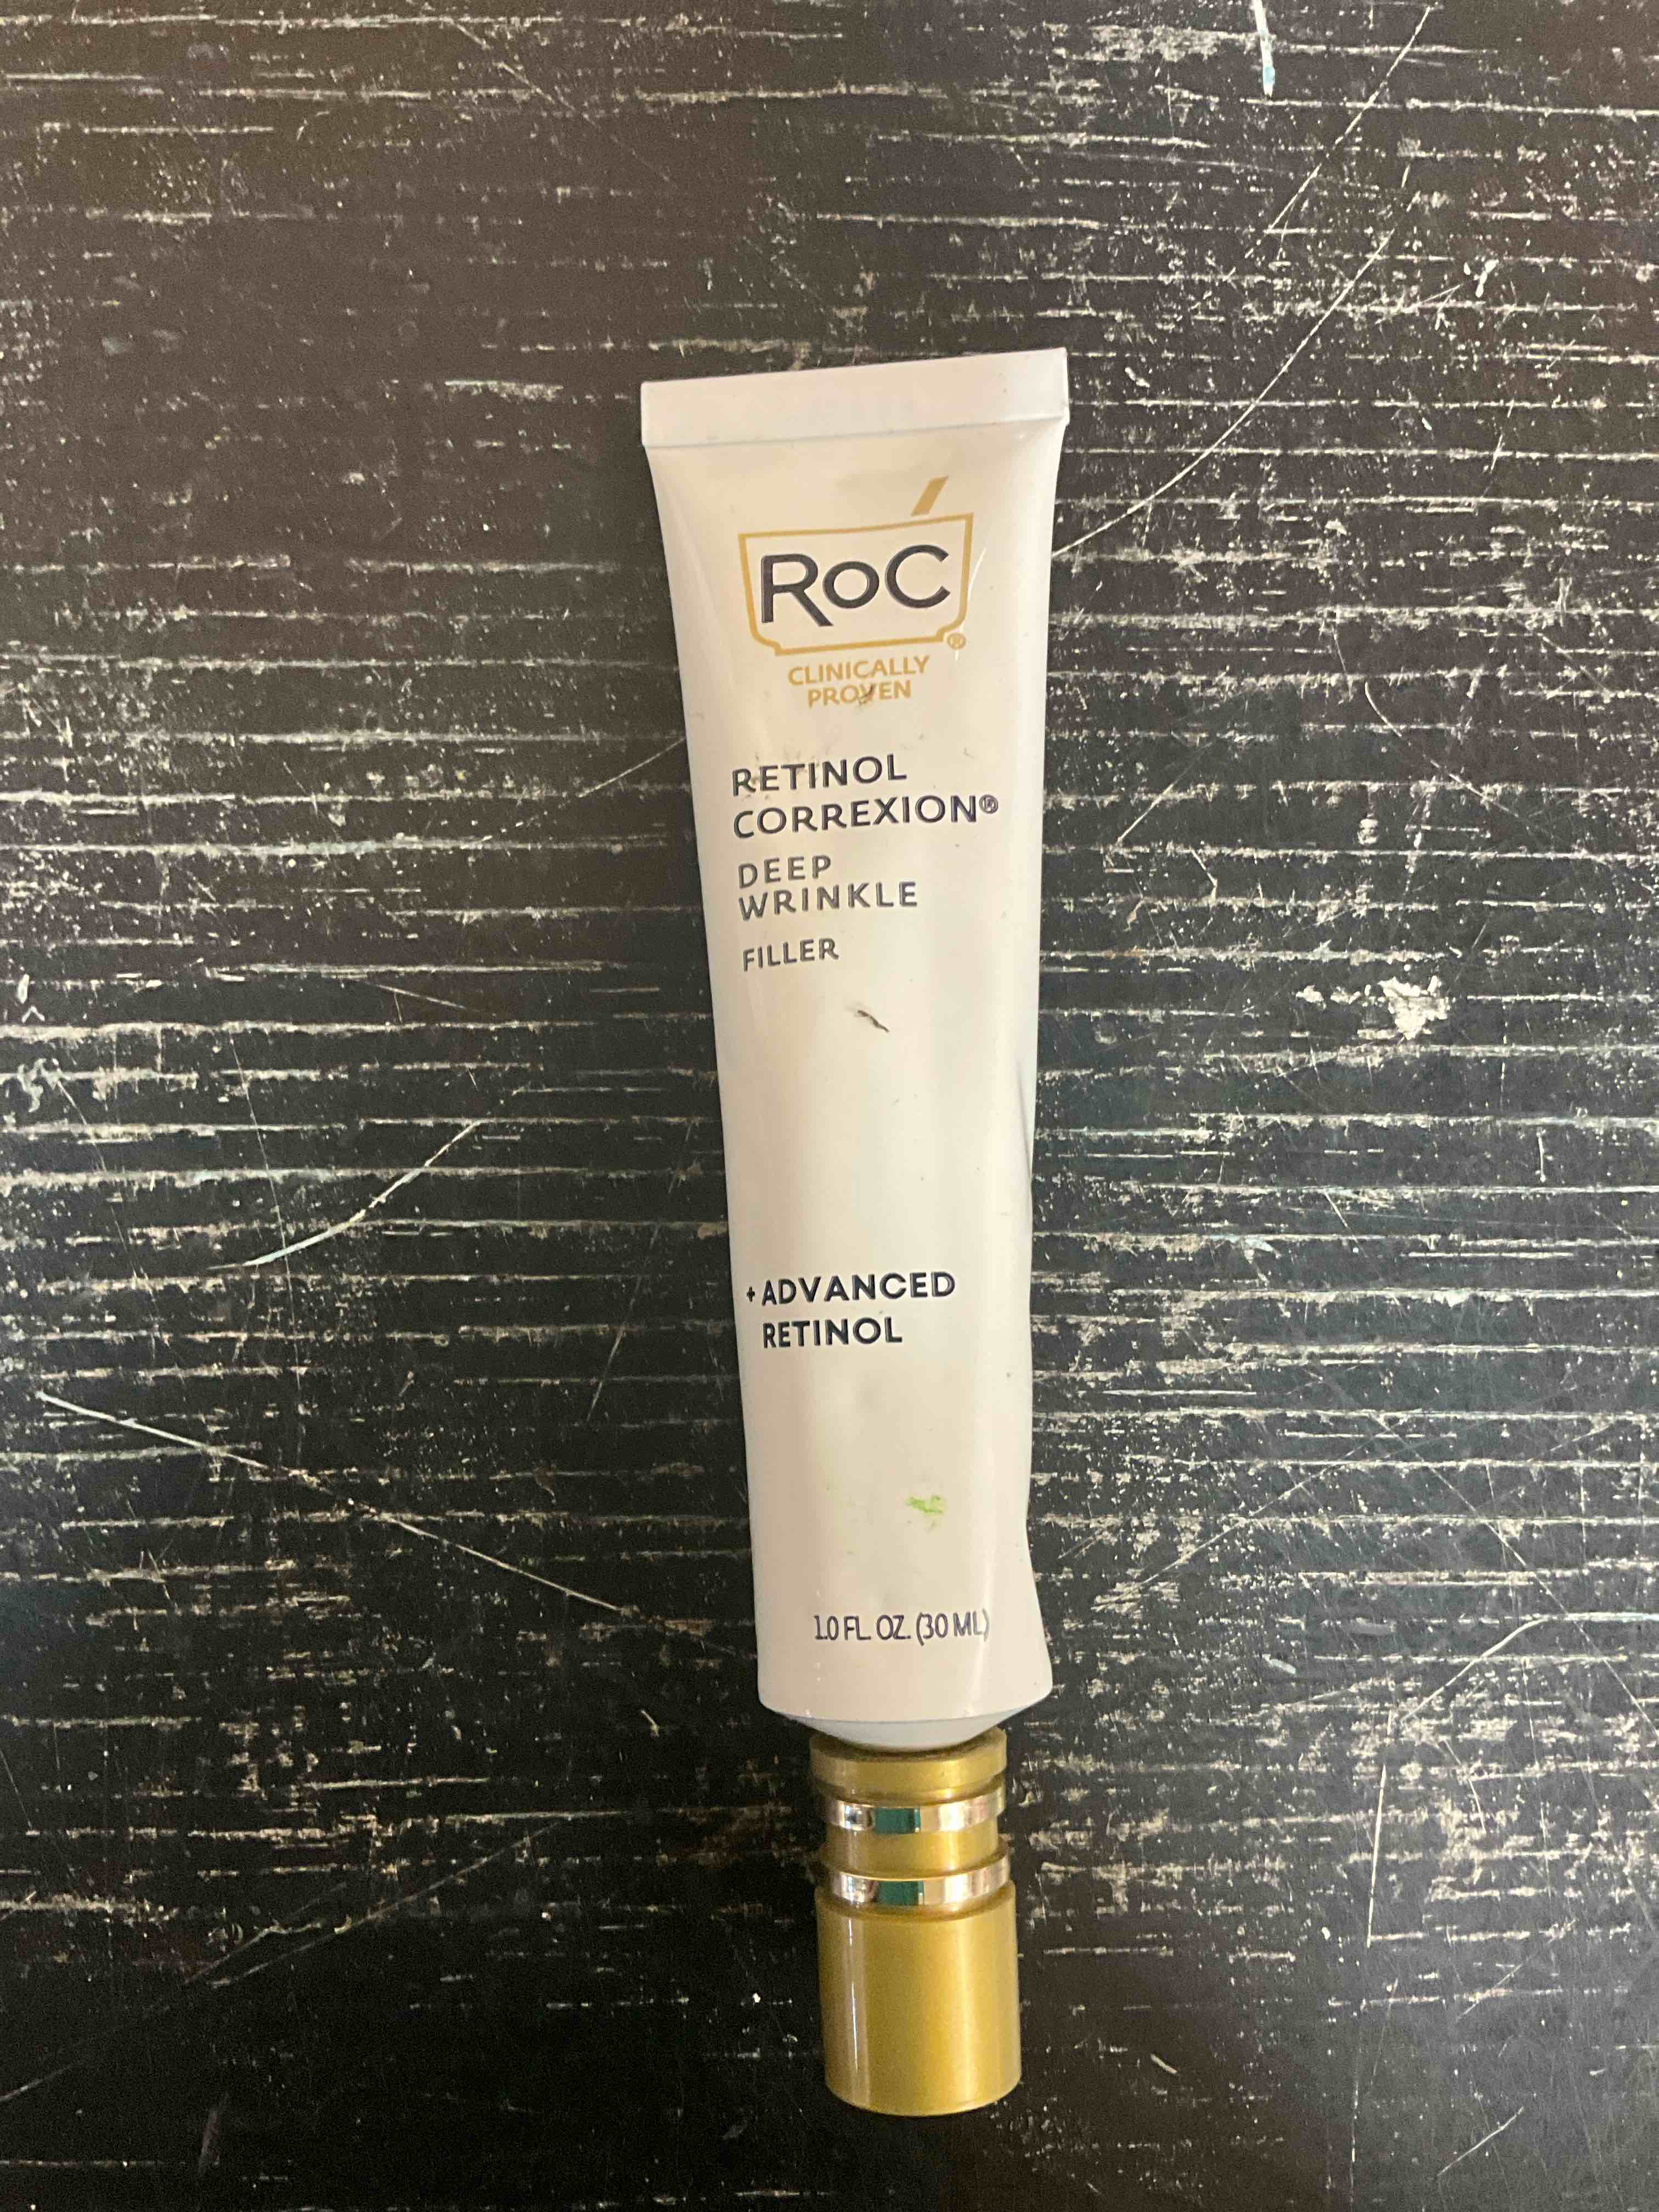 RoC®
CLINICALLY
PROVEN
RETINOL
CORREXION®
DEEP
WRINKLE
FILLER
+ ADVANCED
RETINOL
1.0 FL. OZ. (30 ML)